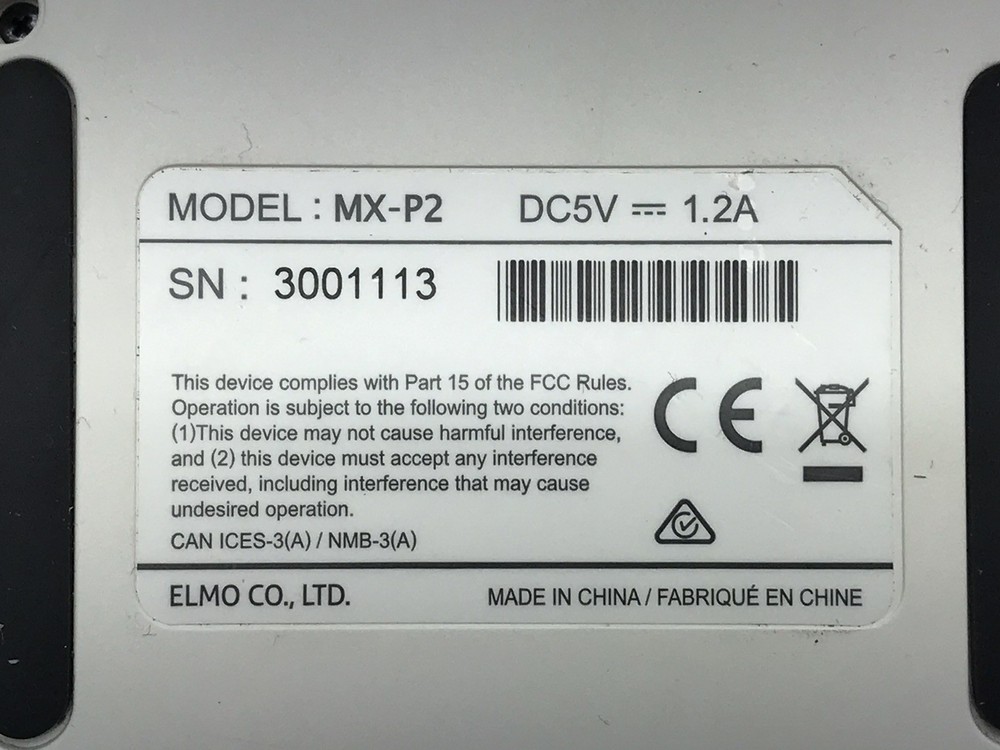 MODEL : MX-P2 DC5V ⎓ 1.2A
SN : 3001113
This device complies with Part 15 of the FCC Rules.
Operation is subject to the following two conditions:
(1)This device may not cause harmful interference,
and (2) this device must accept any interference
received, including interference that may cause
undesired operation.
CAN ICES-3(A) / NMB-3(A)
CE
ELMO CO., LTD. MADE IN CHINA / FABRIQUÉ EN CHINE